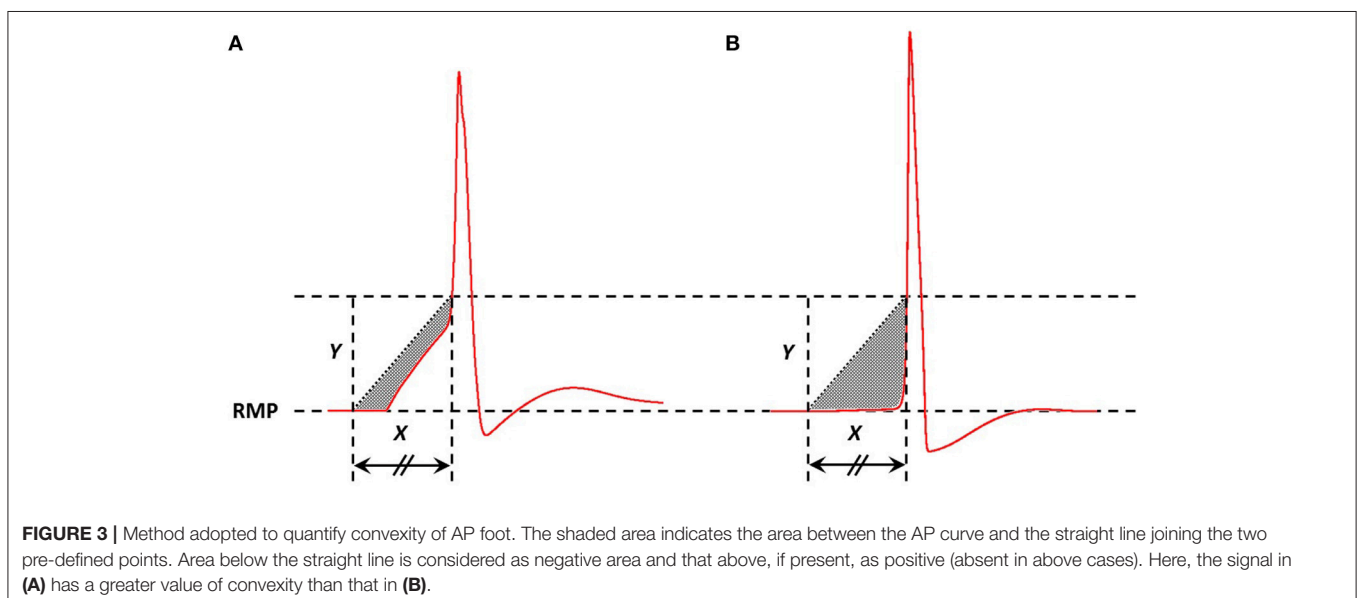 A B
Y Y
RMP
X X
FIGURE 3 | Method adopted to quantify convexity of AP foot. The shaded area indicates the area between the AP curve and the straight line joining the two
pre-defined points. Area below the straight line is considered as negative area and that above, if present, as positive (absent in above cases). Here, the signal in
(A) has a greater value of convexity than that in (B).